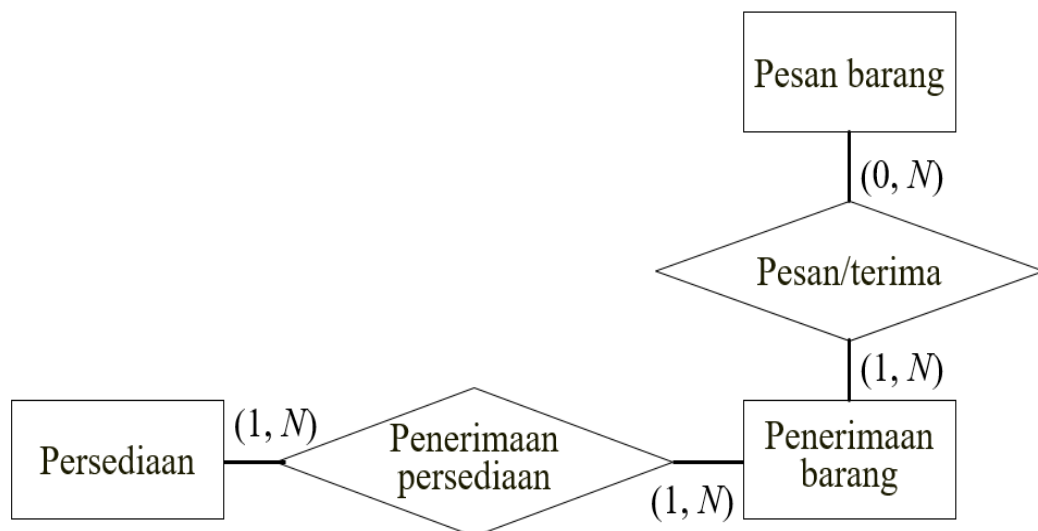 Pesan barang
(0, N)
Pesan/terima
(1, N)
Persediaan
(1, N)
Penerimaan
persediaan
(1, N)
Penerimaan
barang